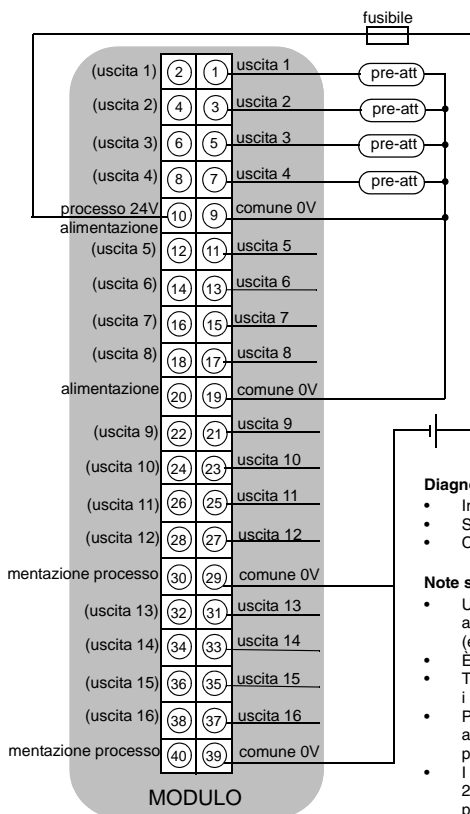 fusibile
(uscita 1) 2 1 uscita 1 pre-att
(uscita 2) 4 3 uscita 2 pre-att
(uscita 3) 6 5 uscita 3 pre-att
(uscita 4) 8 7 uscita 4 pre-att
processo 24V 10 9 comune 0V
alimentazione
(uscita 5) 12 11 uscita 5
(uscita 6) 14 13 uscita 6
(uscita 7) 16 15 uscita 7
(uscita 8) 18 17 uscita 8
alimentazione 20 19 comune 0V
(uscita 9) 22 21 uscita 9
(uscita 10) 24 23 uscita 10
(uscita 11) 26 25 uscita 11
(uscita 12) 28 27 uscita 12
mentazione processo 30 29 comune 0V
(uscita 13) 32 31 uscita 13
(uscita 14) 34 33 uscita 14
(uscita 15) 36 35 uscita 15
(uscita 16) 38 37 uscita 16
mentazione processo 40 39 comune 0V
MODULO
Diagno
• In
• S
• C
Note s
• U
a
(e
• È
• T
i
• P
a
p
• I
2
p